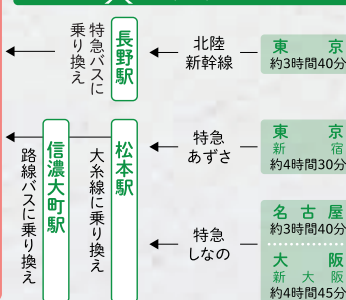 東京
約3時間40分
北陸
新幹線
長野駅
特急バスに
乗り換え
東京
新宿
約4時間30分
特急
あずさ
松本駅
大糸線に乗り換え
信濃大町駅
路線バスに乗り換え
名古屋
約3時間40分
大阪
新大阪
約4時間45分
特急
しなの